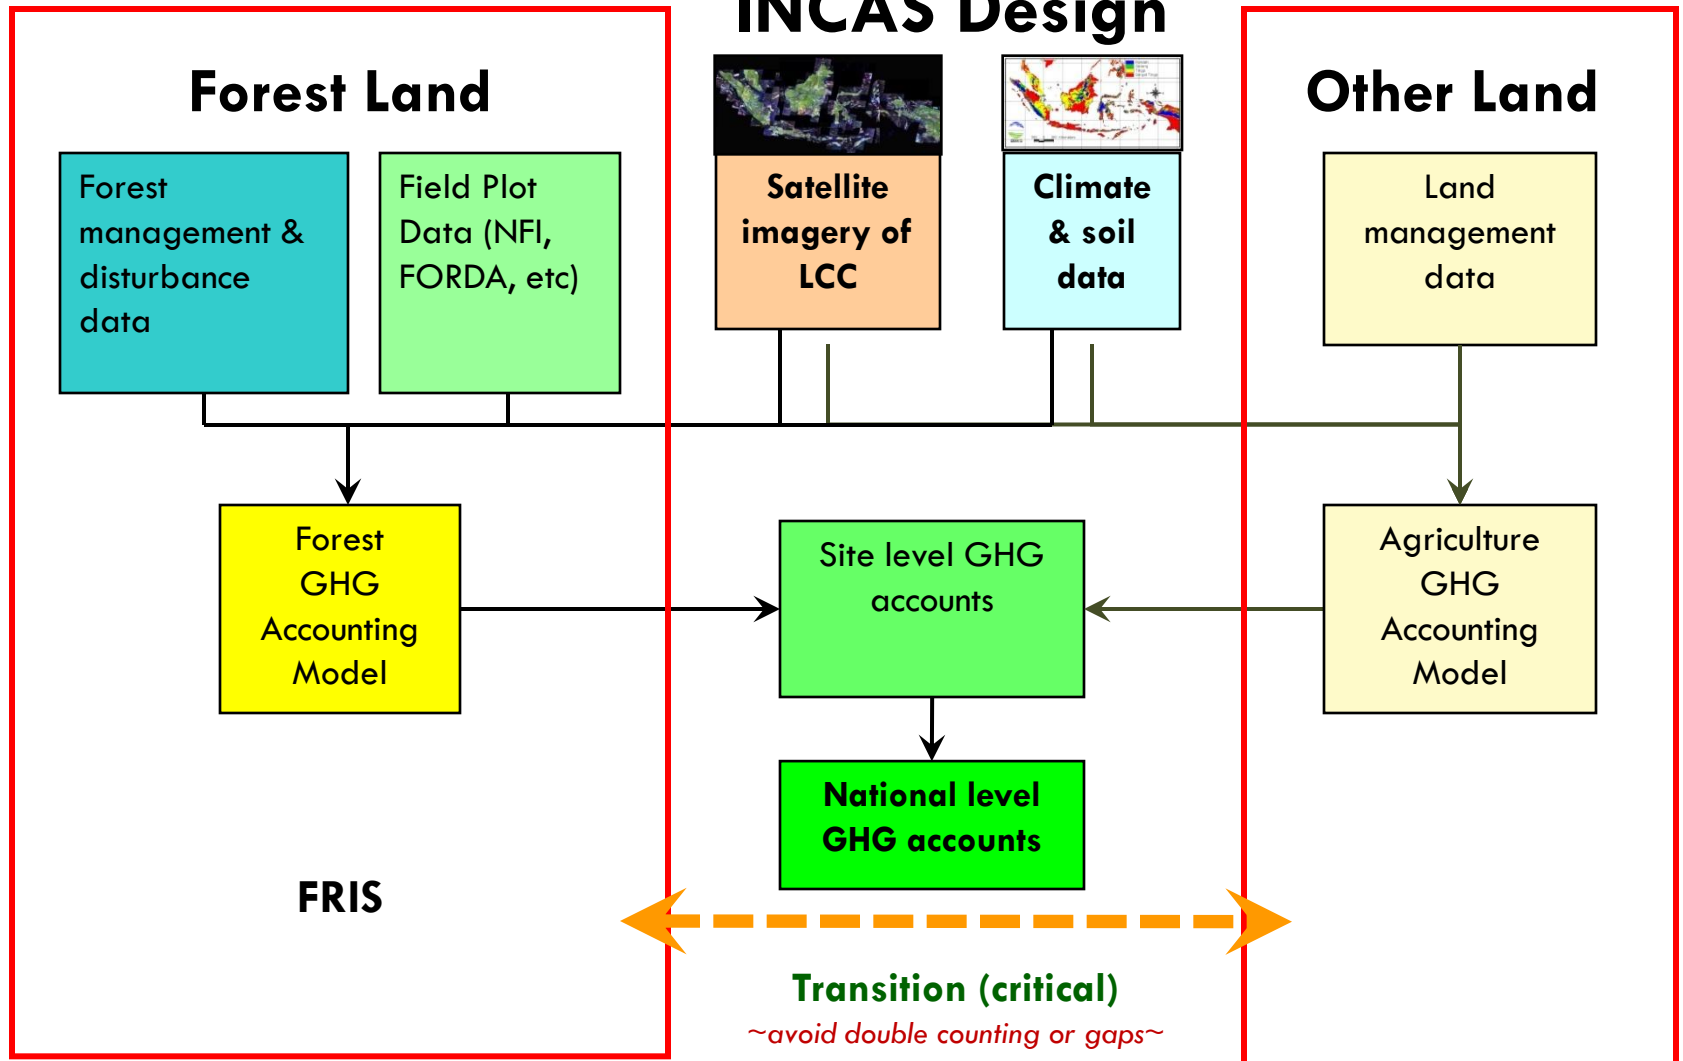 INCAS Design
Forest Land
Other Land
Forest
management &
disturbance
data
Field Plot
Data (NFI,
FORDA, etc)
Satellite
imagery of
LCC
Climate
& soil
data
Land
management
data
Forest
GHG
Accounting
Model
Site level GHG
accounts
Agriculture
GHG
Accounting
Model
National level
GHG accounts
FRIS
Transition (critical)
~avoid double counting or gaps~